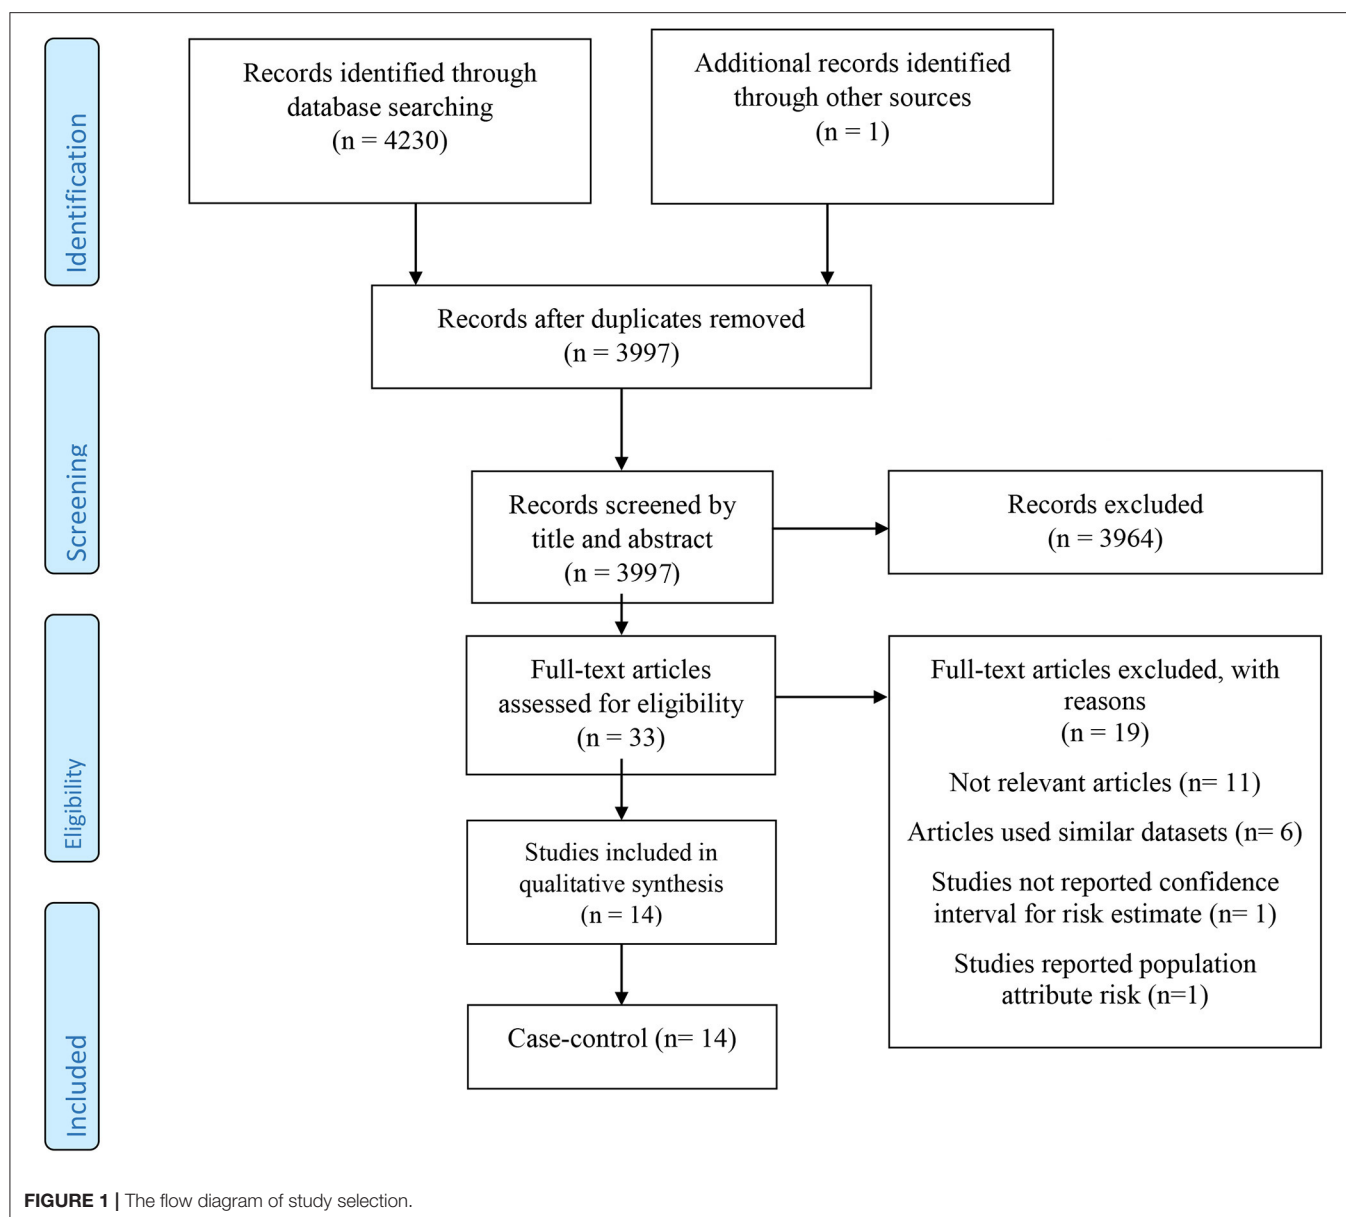 Identification
Records identified through
database searching
(n = 4230)
Additional records identified
through other sources
(n = 1)
Records after duplicates removed
(n = 3997)
Screening
Records screened by
title and abstract
(n = 3997)
Records excluded
(n = 3964)
Eligibility
Full-text articles
assessed for eligibility
(n = 33)
Full-text articles excluded, with
reasons
(n = 19)
Not relevant articles (n= 11)
Articles used similar datasets (n= 6)
Studies not reported confidence
interval for risk estimate (n= 1)
Studies reported population
attribute risk (n=1)
Studies included in
qualitative synthesis
(n = 14)
Included
Case-control (n= 14)
FIGURE 1 | The flow diagram of study selection.